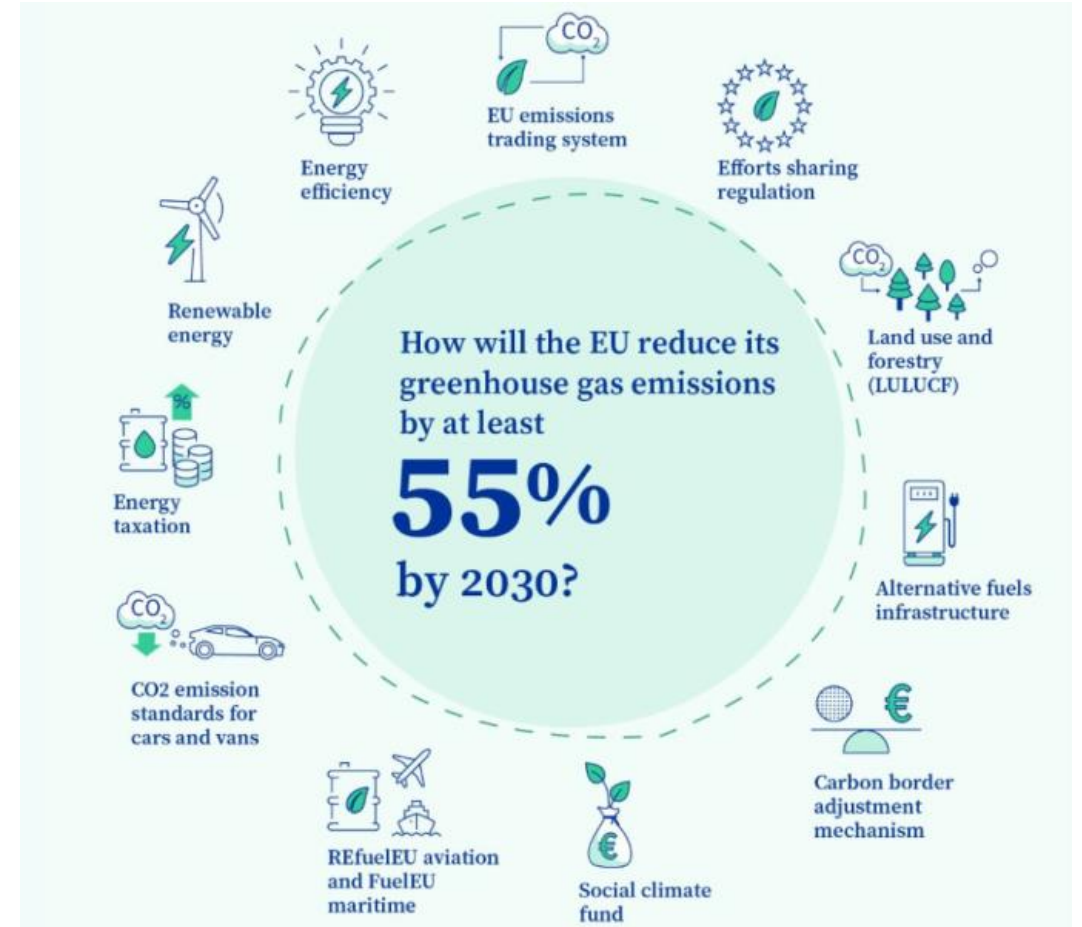 How will the EU reduce its
greenhouse gas emissions
by at least
55%
by 2030?
CO2
EU emissions
trading system
Efforts sharing
regulation
CO2
Land use and
forestry
(LULUCF)
Alternative fuels
infrastructure
€
Carbon border
adjustment
mechanism
€
Social climate
fund
REfuelEU aviation
and FuelEU
maritime
CO2
CO2 emission
standards for
cars and vans
%
Energy
taxation
Renewable
energy
Energy
efficiency